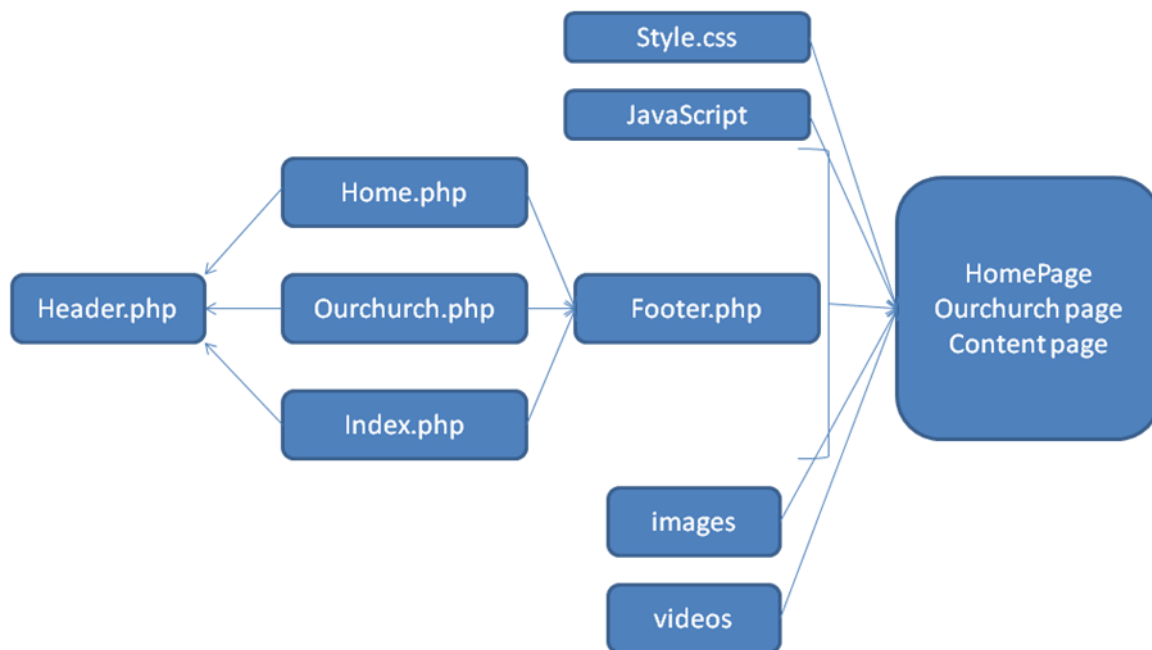 Style.css
JavaScript
Home.php
Header.php
Ourchurch.php
Footer.php
Index.php
HomePage
Ourchurch page
Content page
images
videos